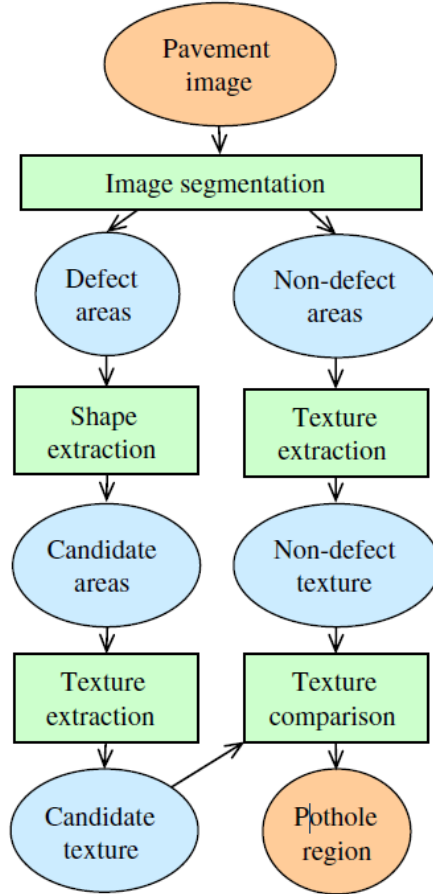 Pavement
image
Image segmentation
Defect
areas
Non-defect
areas
Shape
extraction
Texture
extraction
Candidate
areas
Non-defect
texture
Texture
extraction
Texture
comparison
Candidate
texture
Pothole
region